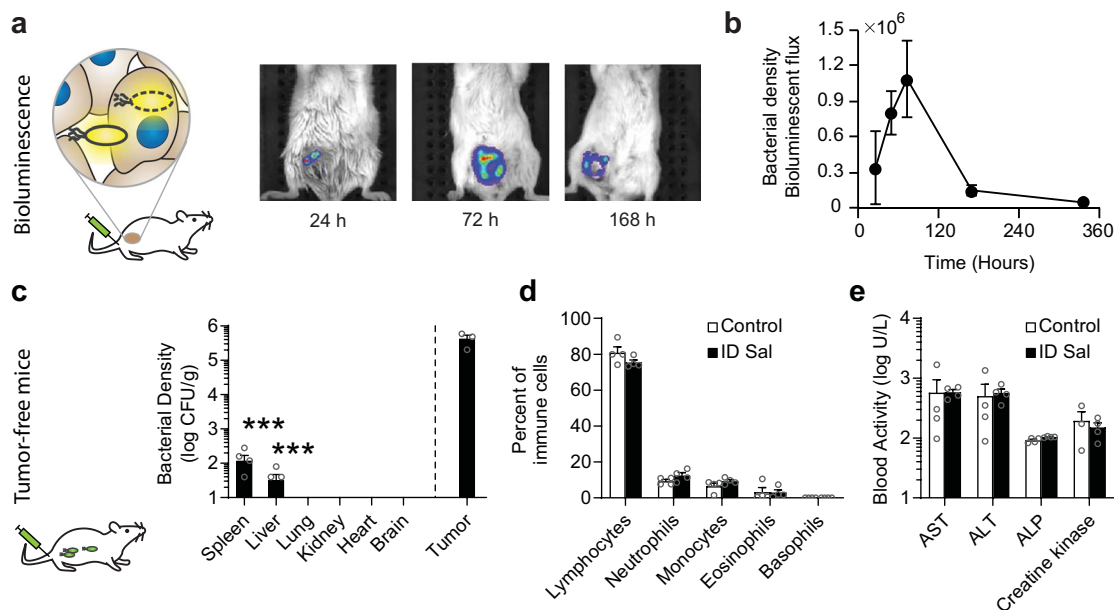 a
Bioluminescence
24 h
72 h
168 h
b
×10⁶
Bacterial density
Bioluminescent flux
1.5
1.2
0.9
0.6
0.3
0
0
120
240
360
Time (Hours)
c
Tumor-free mice
Bacterial Density
(log CFU/g)
6
5
4
3
2
1
***
***
Spleen
Liver
Lung
Kidney
Heart
Brain
Tumor
d
Percent of
immune cells
100
80
60
40
20
0
Control
ID Sal
Lymphocytes
Neutrophils
Monocytes
Eosinophils
Basophils
e
Blood Activity (log U/L)
4
3
2
1
Control
ID Sal
AST
ALT
ALP
Creatine kinase